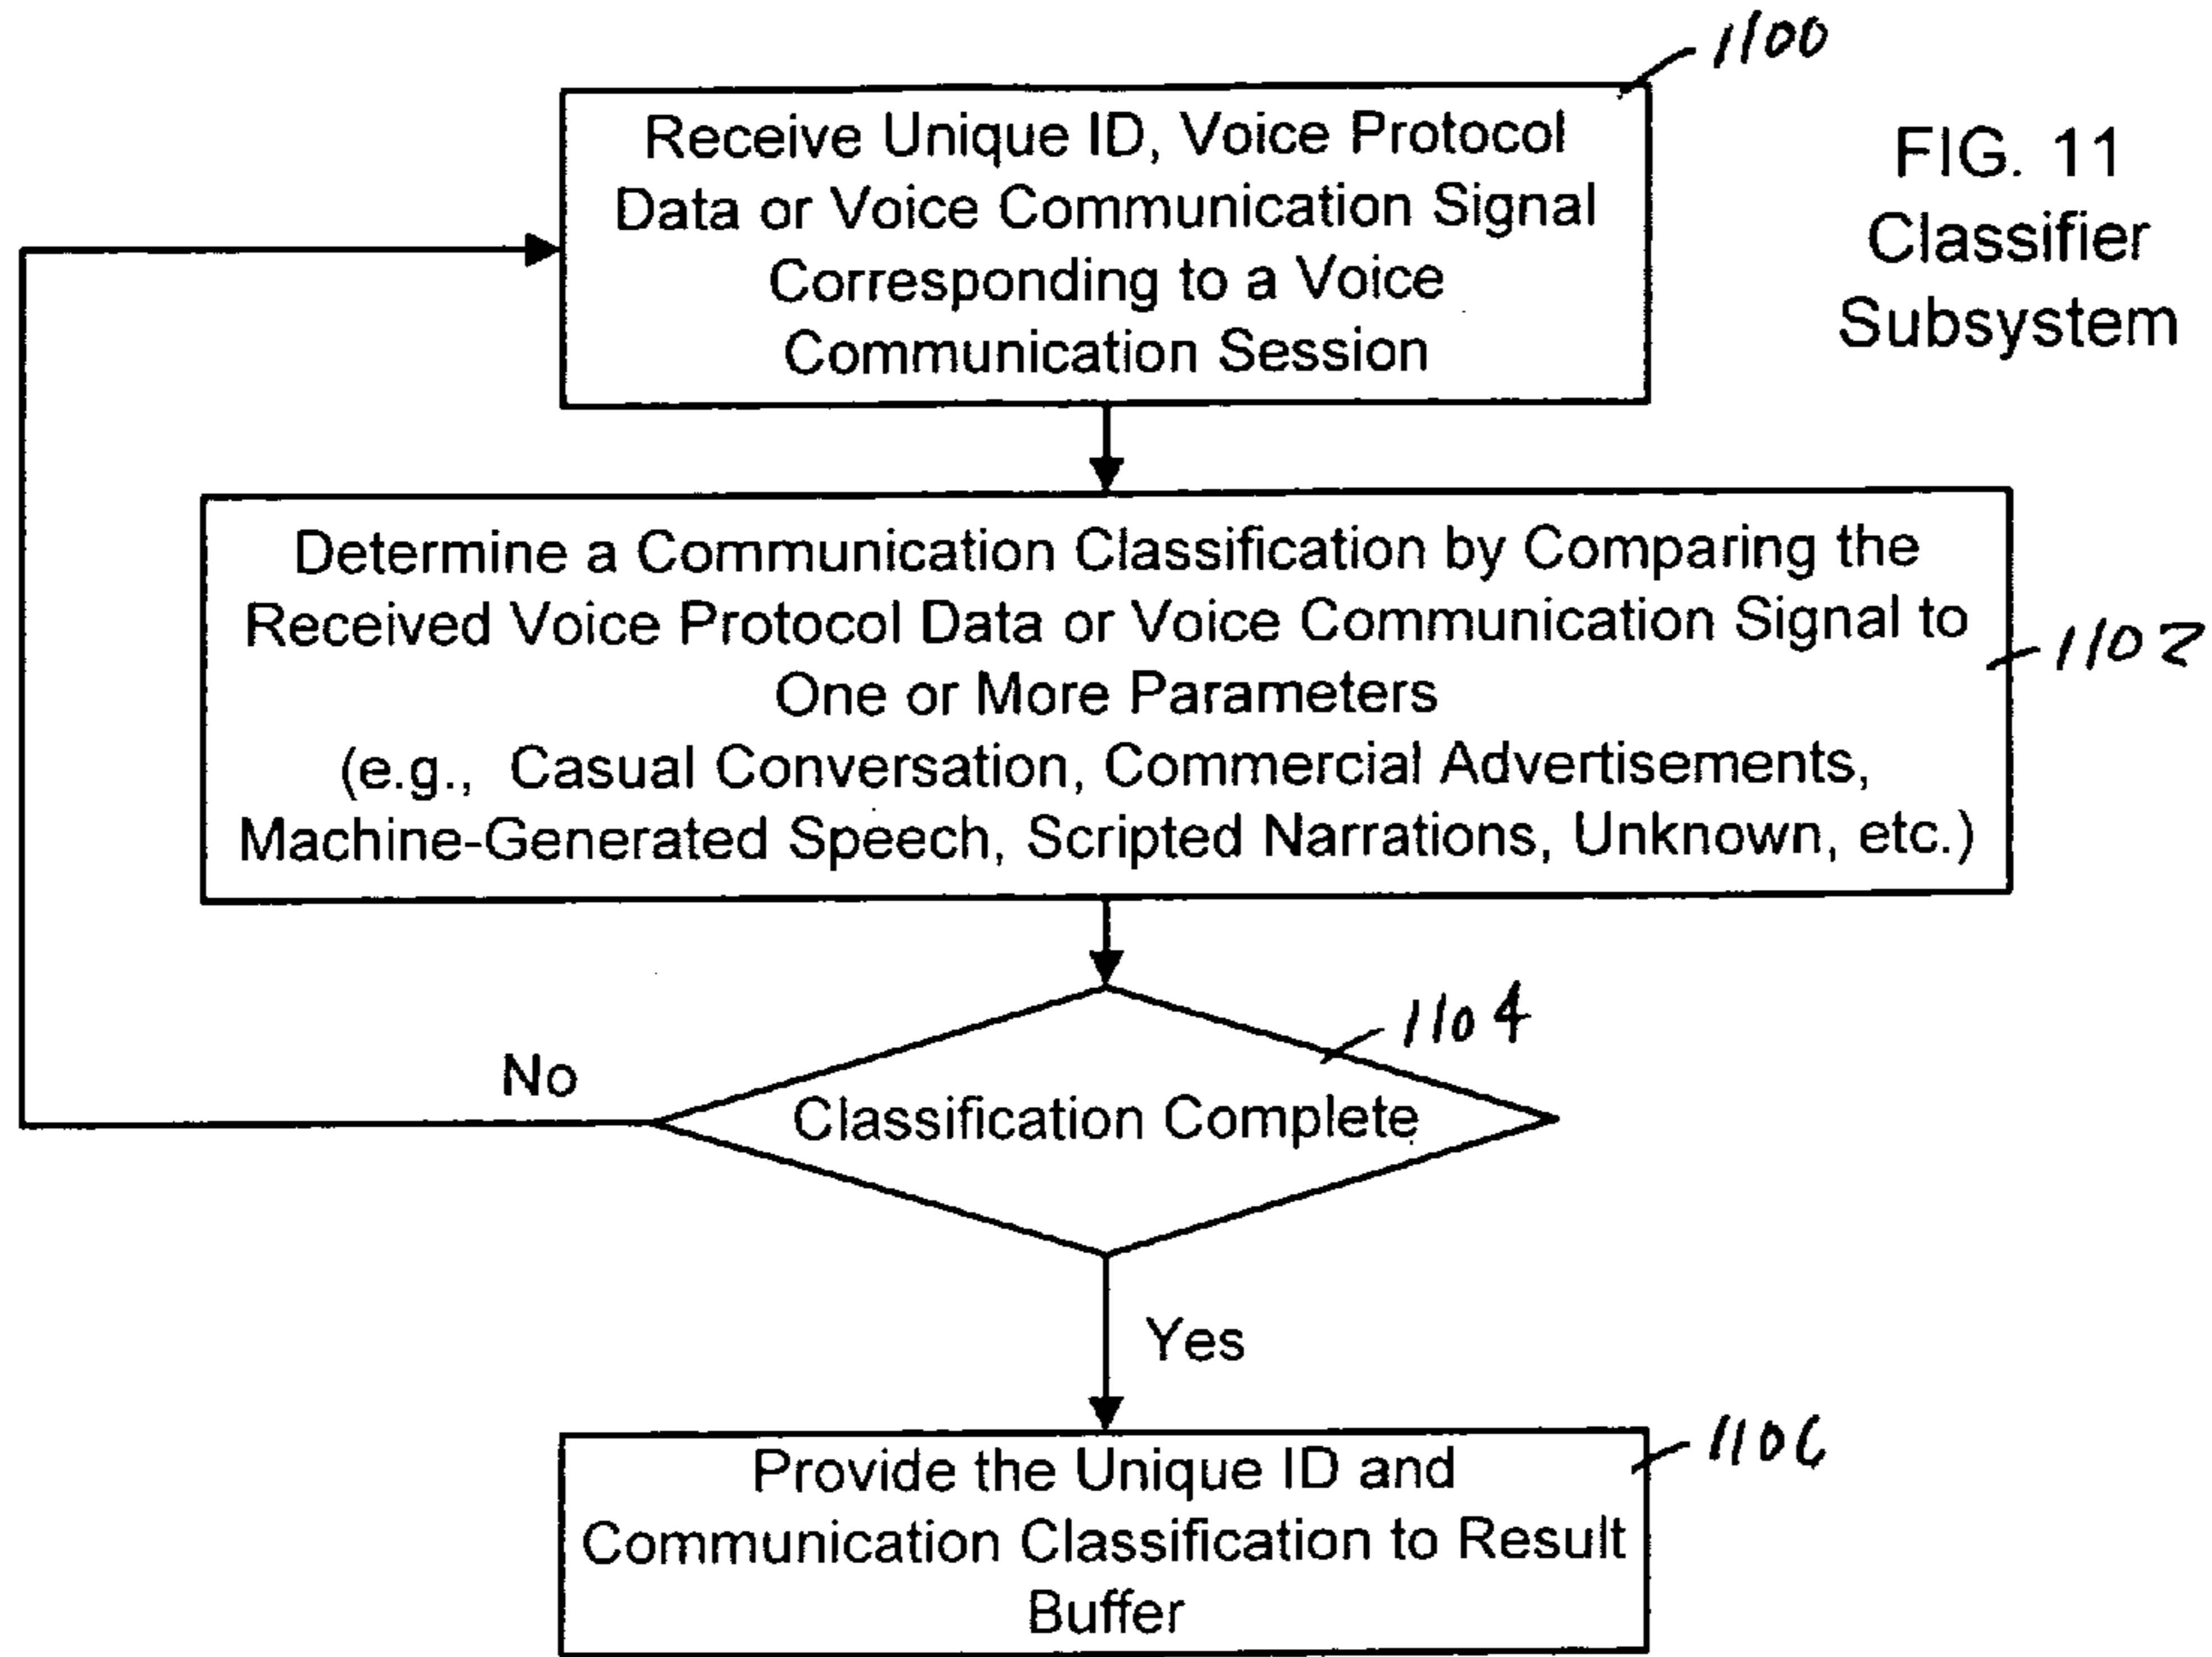 1100
Receive Unique ID, Voice Protocol
Data or Voice Communication Signal
Corresponding to a Voice
Communication Session
FIG. 11
Classifier
Subsystem
Determine a Communication Classification by Comparing the
Received Voice Protocol Data or Voice Communication Signal to
One or More Parameters
(e.g., Casual Conversation, Commercial Advertisements,
Machine-Generated Speech, Scripted Narrations, Unknown, etc.)
1102
1104
No
Classification Complete
Yes
1106
Provide the Unique ID and
Communication Classification to Result
Buffer